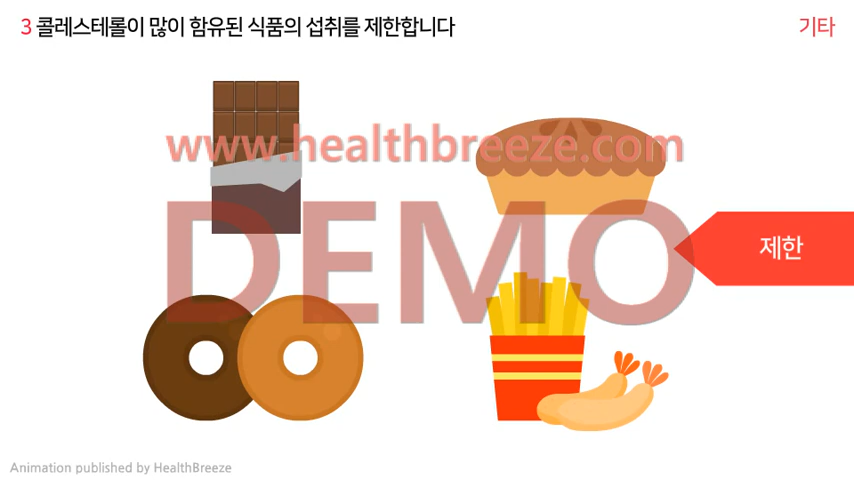 3 콜레스테롤이 많이 함유된 식품의 섭취를 제한합니다
기타
www.healthbreeze.com
DEMO
제한
Animation published by HealthBreeze